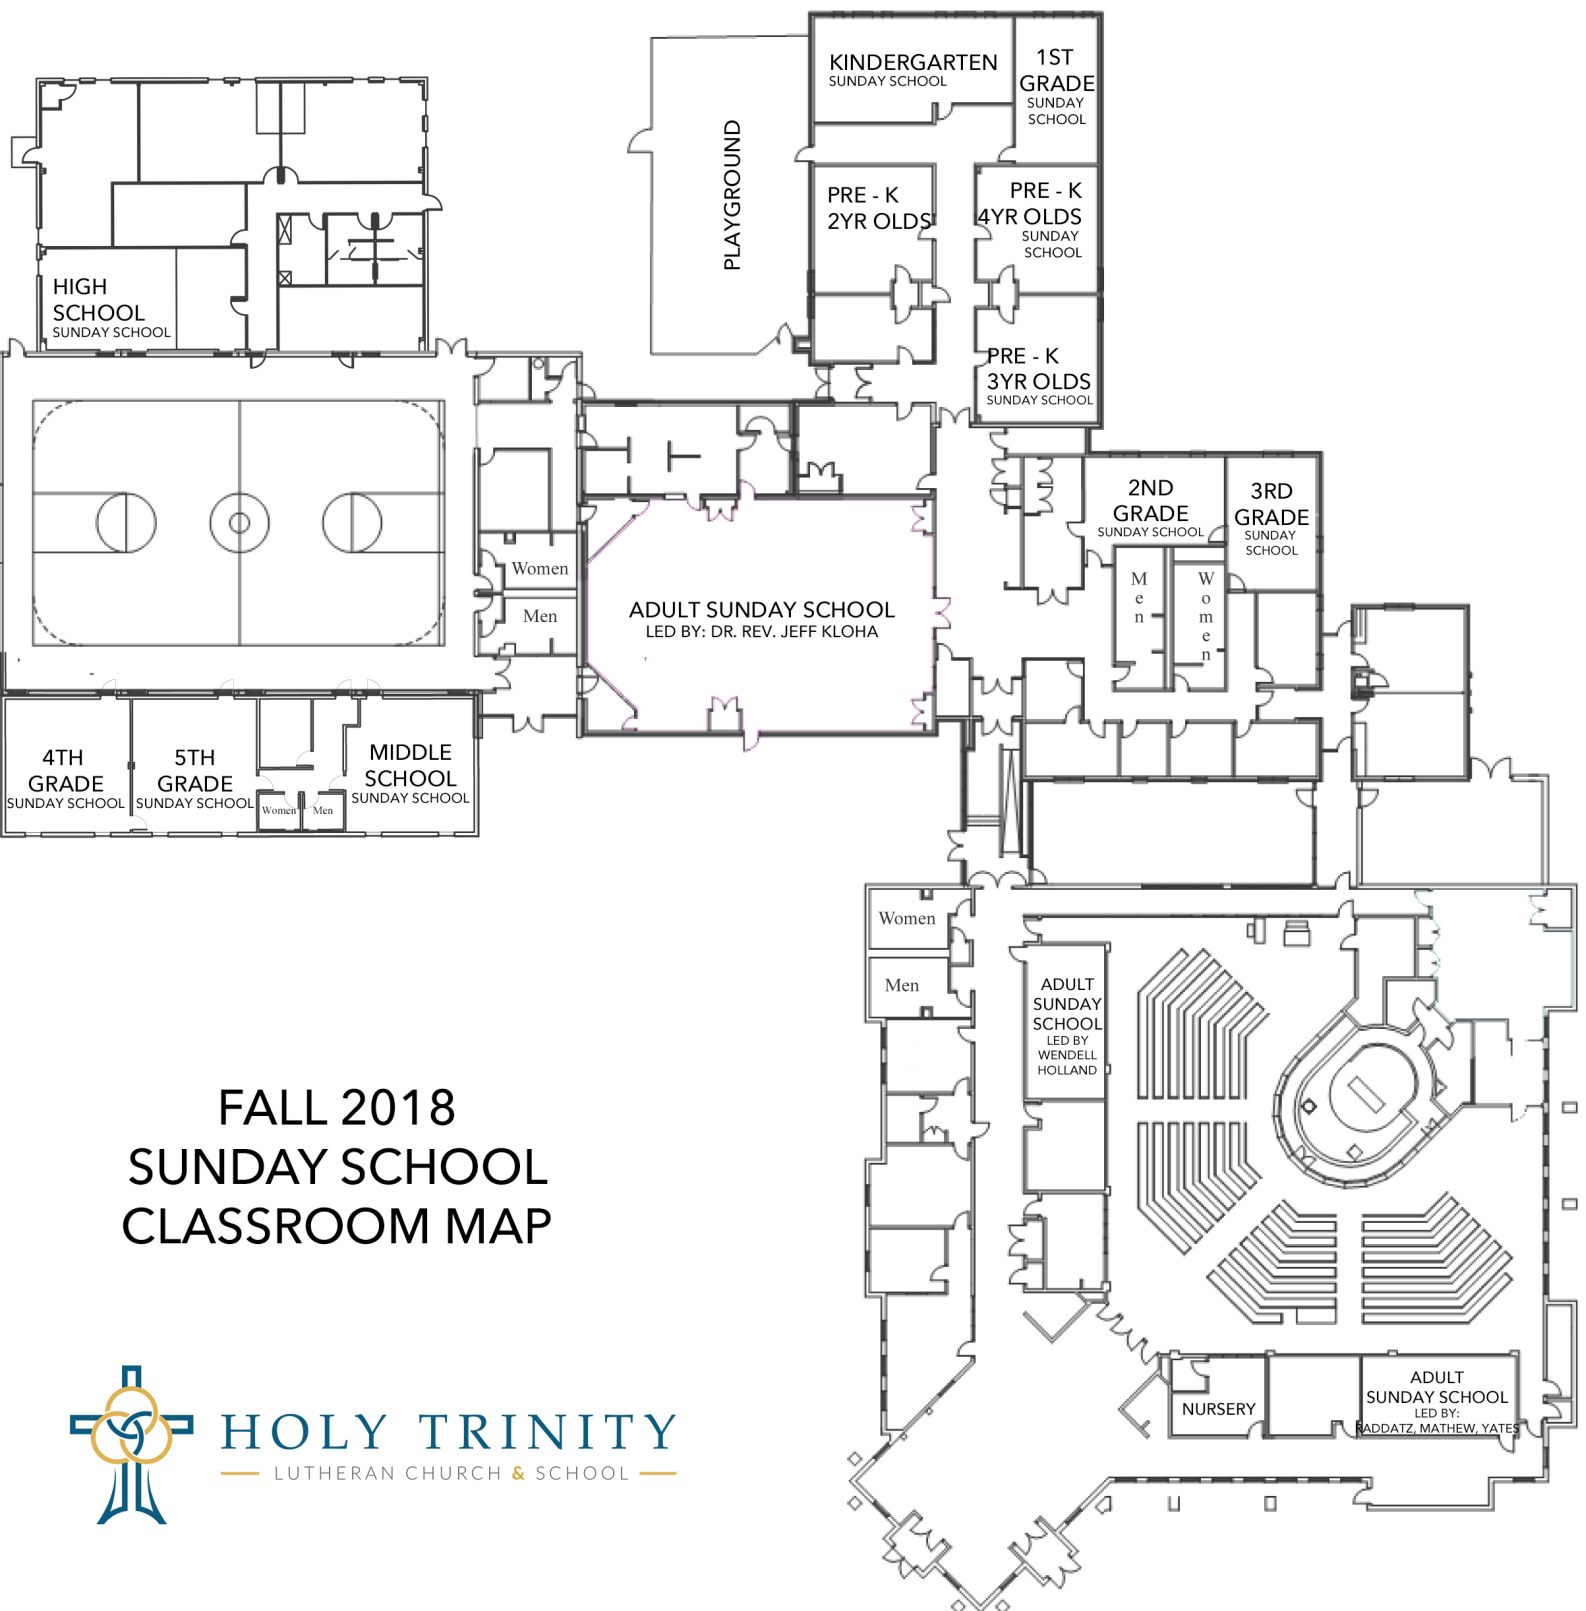 KINDERGARTEN
SUNDAY SCHOOL
1ST
GRADE
SUNDAY
SCHOOL
PLAYGROUND
PRE - K
2YR OLDS
PRE - K
4YR OLDS
SUNDAY
SCHOOL
HIGH
SCHOOL
SUNDAY SCHOOL
PRE - K
3YR OLDS
SUNDAY SCHOOL
2ND
GRADE
SUNDAY SCHOOL
3RD
GRADE
SUNDAY
SCHOOL
Women
Men
Men
Women
ADULT SUNDAY SCHOOL
LED BY: DR. REV. JEFF KLOHA
4TH
GRADE
SUNDAY SCHOOL
5TH
GRADE
SUNDAY SCHOOL
Women
Men
MIDDLE
SCHOOL
SUNDAY SCHOOL
Women
Men
ADULT
SUNDAY
SCHOOL
LED BY
WENDELL
HOLLAND
FALL 2018
SUNDAY SCHOOL
CLASSROOM MAP
NURSERY
ADULT
SUNDAY SCHOOL
LED BY:
RADDATZ, MATHEW, YATES
HOLY TRINITY
LUTHERAN CHURCH & SCHOOL